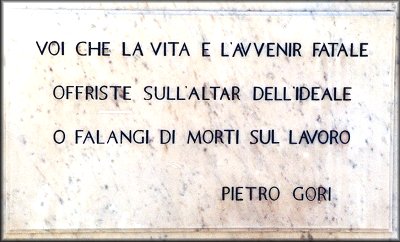 VOI CHE LA VITA E L'AVVENIR FATALE
OFFRISTE SULL'ALTAR DELL'IDEALE
O FALANGI DI MORTI SUL LAVORO
PIETRO GORI